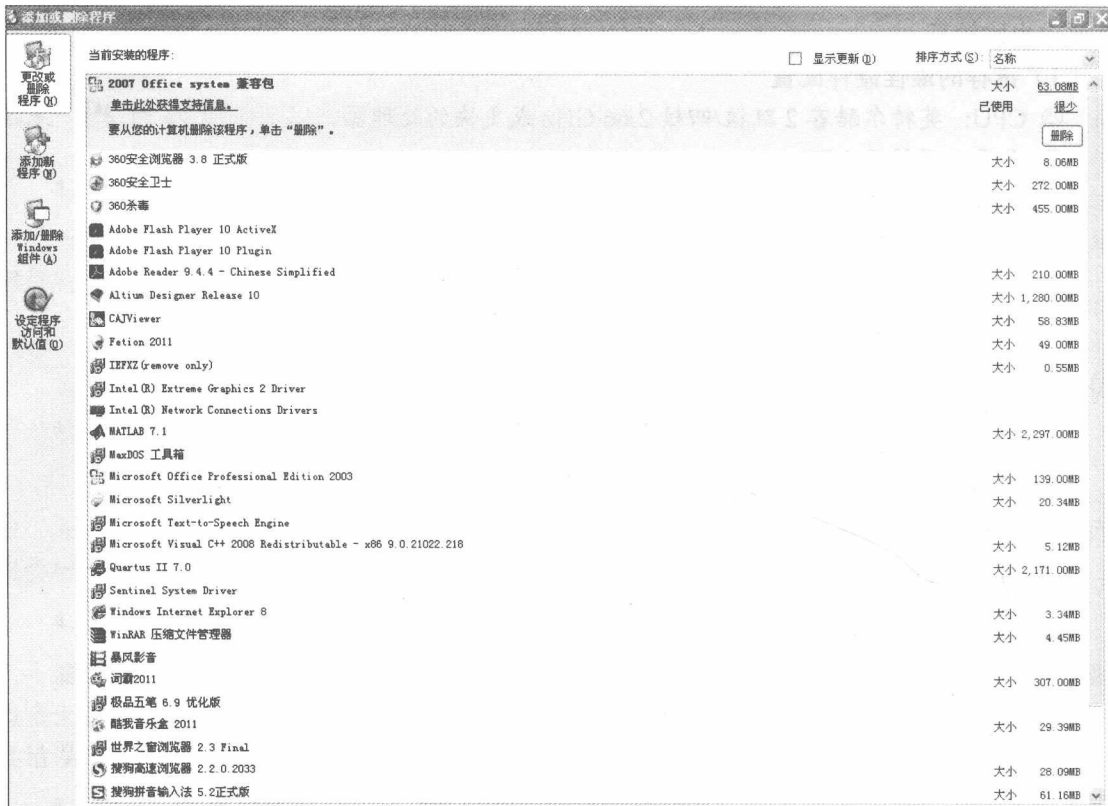 添加或删除程序
当前安装的程序:
显示更新(D)
排序方式(S): 名称
更改或
删除
程序(H)
添加新
程序(N)
添加/删除
Windows
组件(A)
设定程序
访问和
默认值(O)
2007 Office system 兼容包 大小 63.08MB
单击此处获得支持信息。 已使用 很少
要从您的计算机删除该程序,单击“删除”。 删除
360安全浏览器 3.8 正式版 大小 8.06MB
360安全卫士 大小 272.00MB
360杀毒 大小 455.00MB
Adobe Flash Player 10 ActiveX
Adobe Flash Player 10 Plugin
Adobe Reader 9.4.4 - Chinese Simplified 大小 210.00MB
Altium Designer Release 10 大小 1,280.00MB
CAJViewer 大小 58.83MB
Fetion 2011 大小 49.00MB
IEFXZ(remove only) 大小 0.55MB
Intel(R) Extreme Graphics 2 Driver
Intel(R) Network Connections Drivers
MATLAB 7.1 大小 2,297.00MB
MaxDOS 工具箱
Microsoft Office Professional Edition 2003 大小 139.00MB
Microsoft Silverlight 大小 20.34MB
Microsoft Text-to-Speech Engine
Microsoft Visual C++ 2008 Redistributable - x86 9.0.21022.218 大小 5.12MB
Quartus II 7.0 大小 2,171.00MB
Sentinel System Driver
Windows Internet Explorer 8 大小 3.34MB
WinRAR 压缩文件管理器 大小 4.45MB
暴风影音
词霸2011 大小 307.00MB
极品五笔 6.9 优化版
酷我音乐盒 2011 大小 29.39MB
世界之窗浏览器 2.3 Final
搜狗高速浏览器 2.2.0.2033 大小 28.09MB
搜狗拼音输入法 5.2正式版 大小 61.16MB